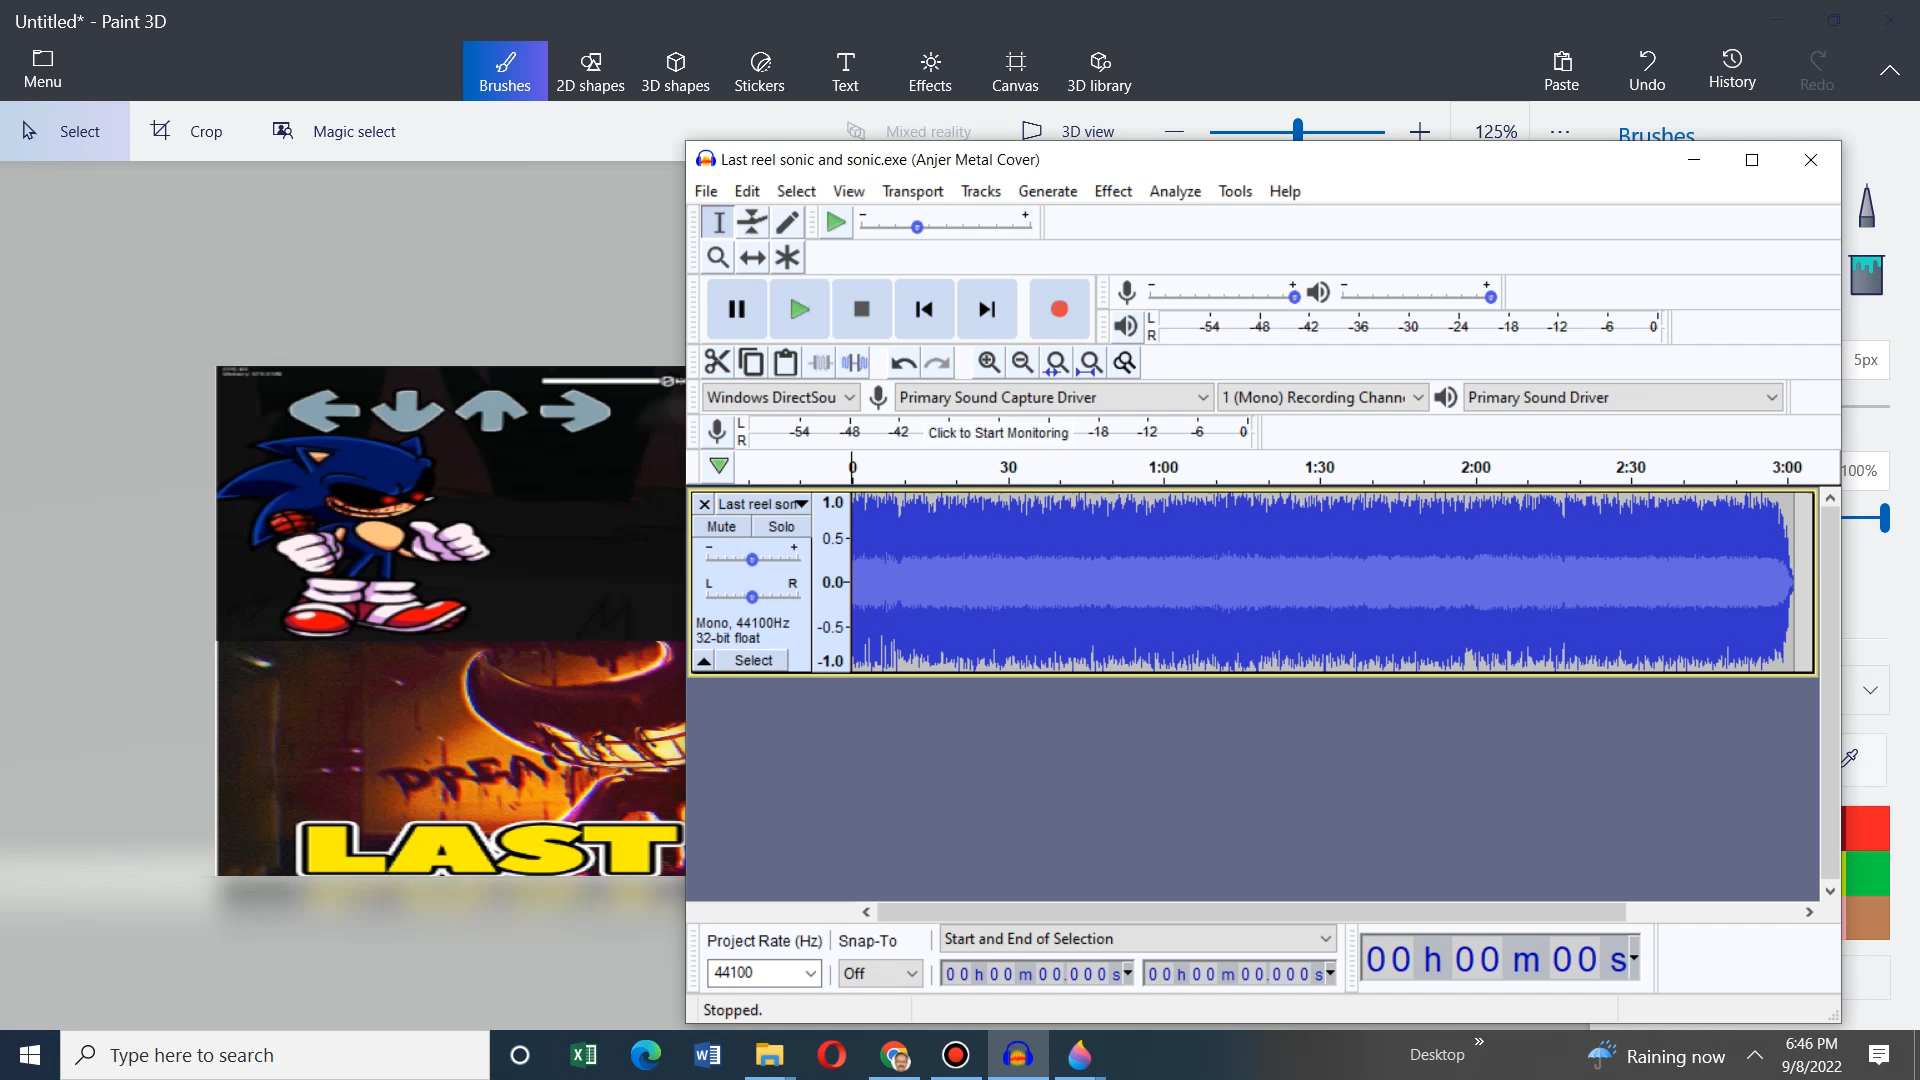 Untitled* - Paint 3D
Menu
Brushes
2D shapes
3D shapes
Stickers
Text
Effects
Canvas
3D library
Paste
Undo
History
Redo
Select
Crop
Magic select
Mixed reality
3D view
125%
Brushes
Last reel sonic and sonic.exe (Anjer Metal Cover)
File Edit Select View Transport Tracks Generate Effect Analyze Tools Help
5px
L
R
-54 -48 -42 -36 -30 -24 -18 -12 -6 0
Windows DirectSou
Primary Sound Capture Driver
1 (Mono) Recording Chann
Primary Sound Driver
L
R
-54 -48 -42 Click to Start Monitoring -18 -12 -6 0
0 30 1:00 1:30 2:00 2:30 3:00
100%
Last reel son
Mute Solo
L R
Mono, 44100Hz
32-bit float
Select
1.0
0.5
0.0
-0.5
-1.0
DREA
LAST
Project Rate (Hz)
Snap-To
Start and End of Selection
44100
Off
00 h 00 m 00.000 s
00 h 00 m 00.000 s
00 h 00 m 00 s
Stopped.
Type here to search
Desktop
Raining now
6:46 PM
9/8/2022